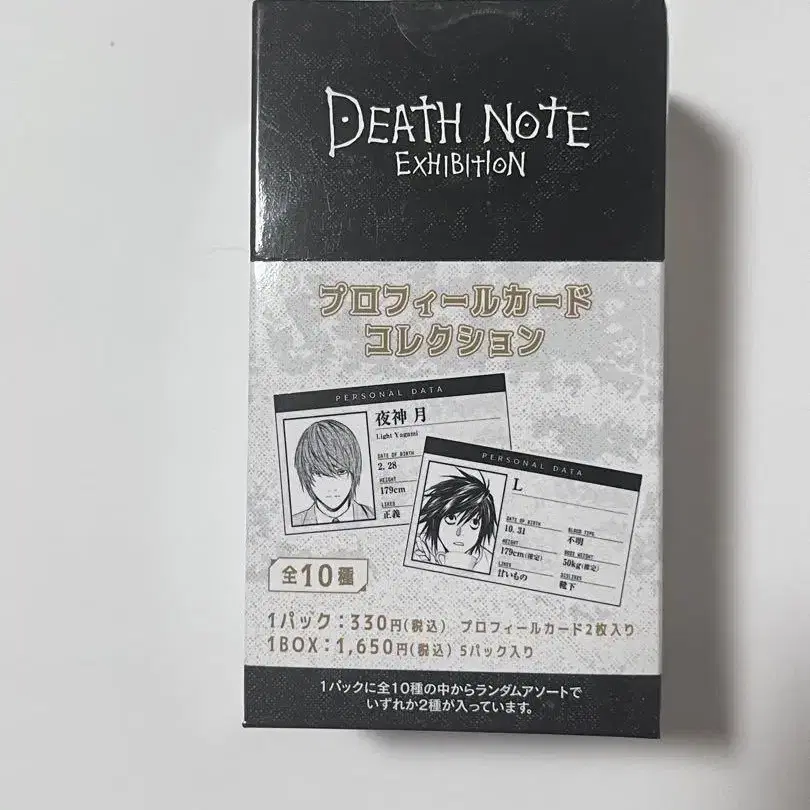 DEATH NOTE
EXHIBITION
プロフィールカード
コレクション
PERSONAL DATA
夜神 月
Light Yagami
DATE OF BIRTH
2. 28
HEIGHT
179cm
LIKES
正義
PERSONAL DATA
L
DATE OF BIRTH
10. 31
BLOOD TYPE
不明
HEIGHT
179cm(推定)
BODY WEIGHT
50kg(推定)
LIKES
甘いもの
DISLIKES
靴下
全10種
1パック：330円(税込) プロフィールカード2枚入り
1BOX：1,650円(税込) 5パック入り
1パックに全10種の中からランダムアソートで
いずれか2種が入っています。